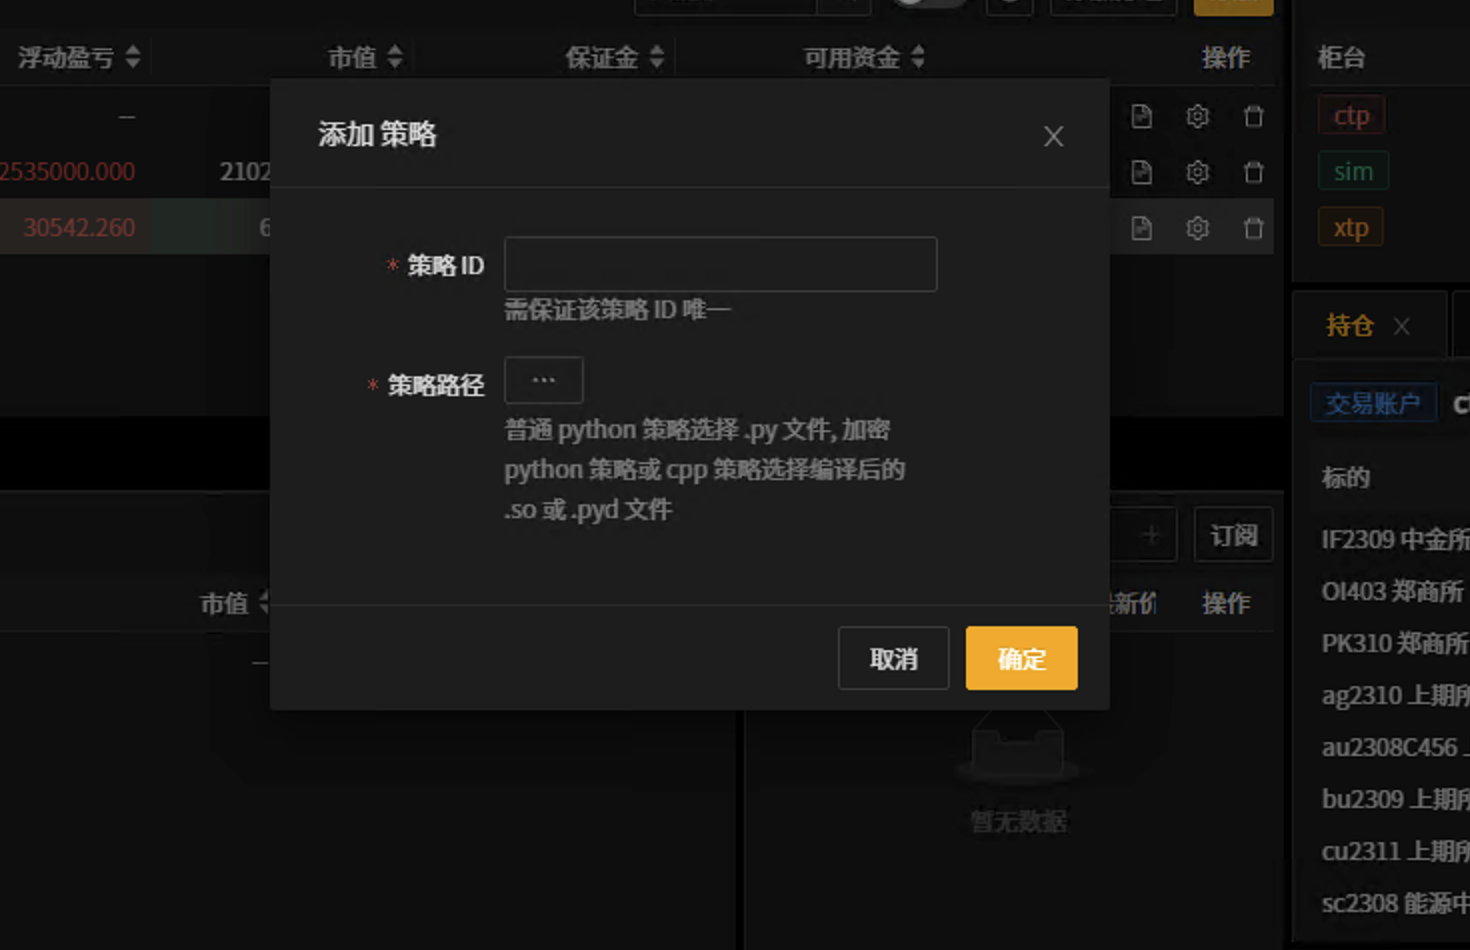 浮动盈亏 市值 保证金 可用资金 操作 柜台
—
ctp
2535000.000 2102
sim
30542.260 6
xtp
添加 策略
* 策略 ID
需保证该策略 ID 唯一
* 策略路径 ...
普通 python 策略选择 .py 文件, 加密
python 策略或 cpp 策略选择编译后的
.so 或 .pyd 文件
取消 确定
持仓
交易账户
标的
IF2309 中金所
OI403 郑商所
PK310 郑商所
ag2310 上期所
au2308C456
bu2309 上期所
cu2311 上期所
sc2308 能源中
订阅
市值 新价 操作
—
暂无数据